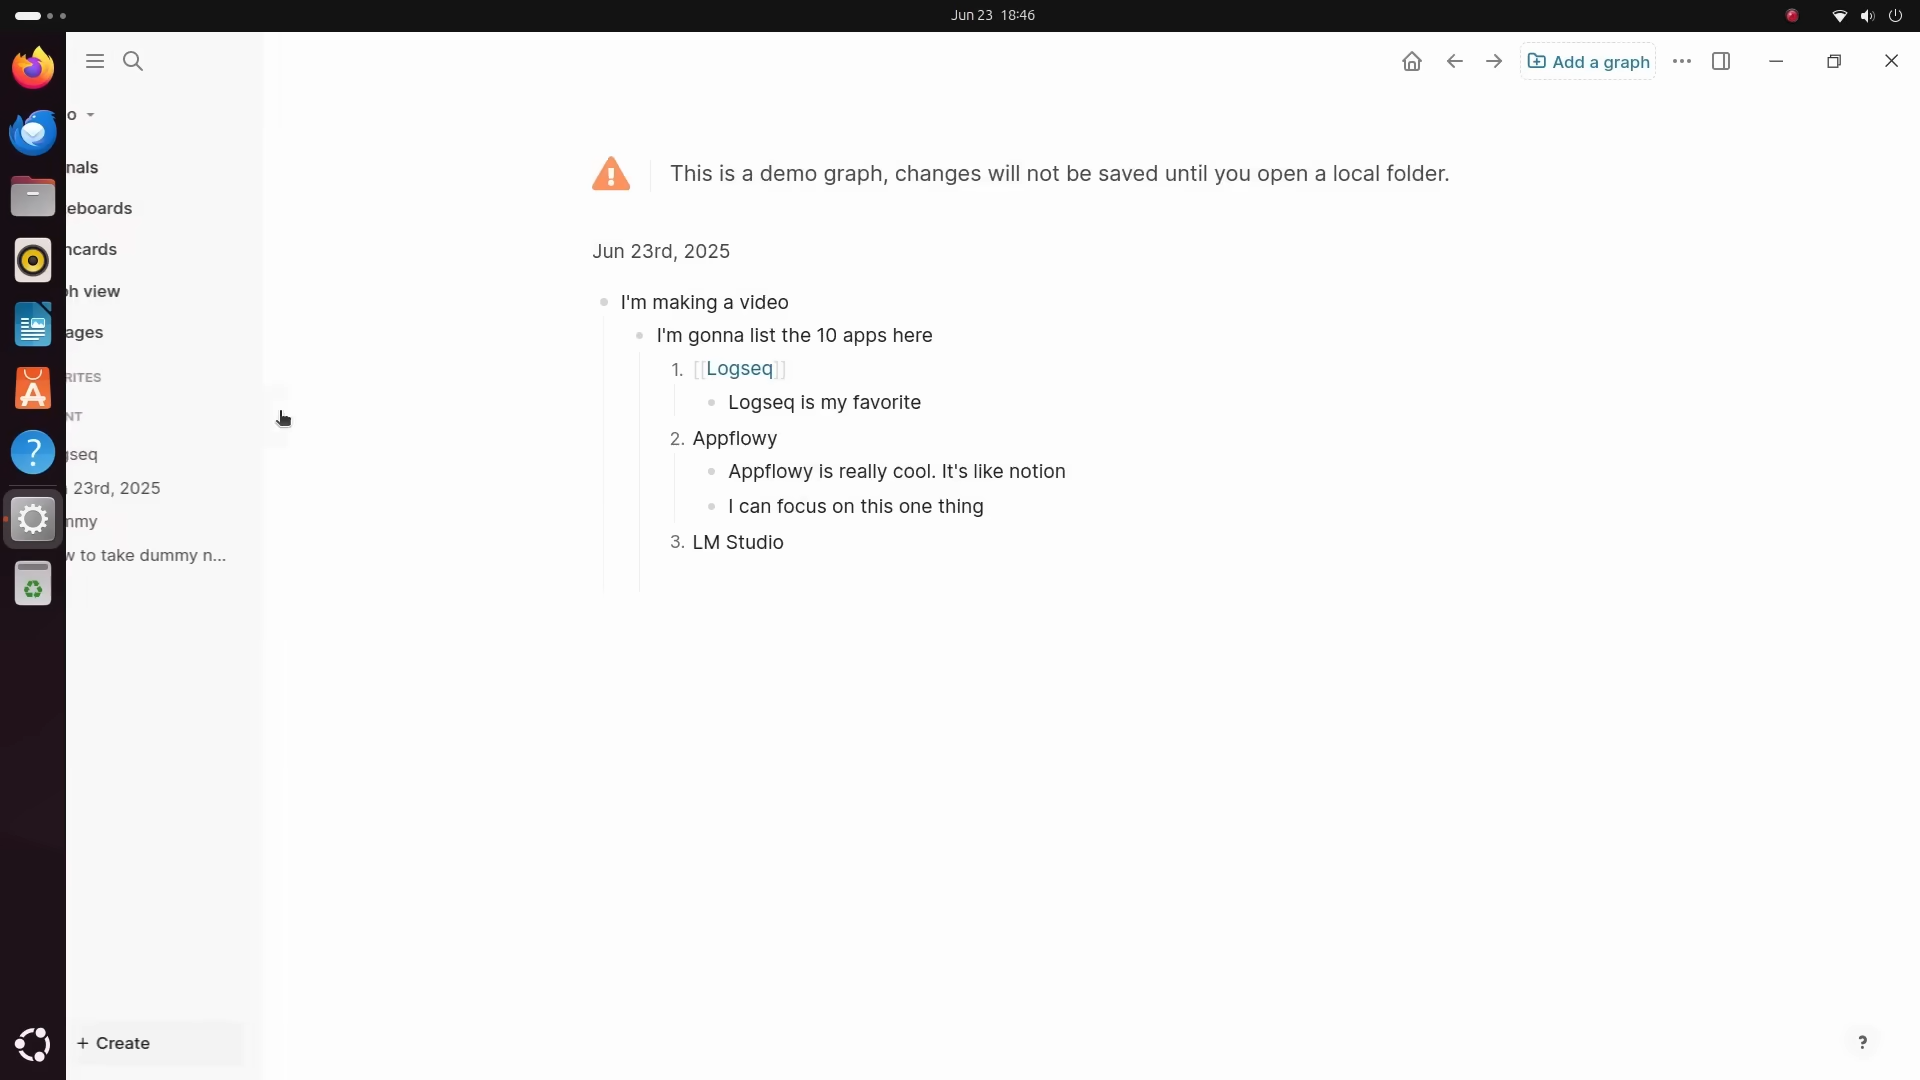 Jun 23 18:46
Add a graph
o
nals
eboards
ncards
h view
ages
RITES
NT
seq
23rd, 2025
mmy
w to take dummy n...
+ Create
This is a demo graph, changes will not be saved until you open a local folder.
Jun 23rd, 2025
I'm making a video
I'm gonna list the 10 apps here
1. [[Logseq]]
Logseq is my favorite
2. Appflowy
Appflowy is really cool. It's like notion
I can focus on this one thing
3. LM Studio
?